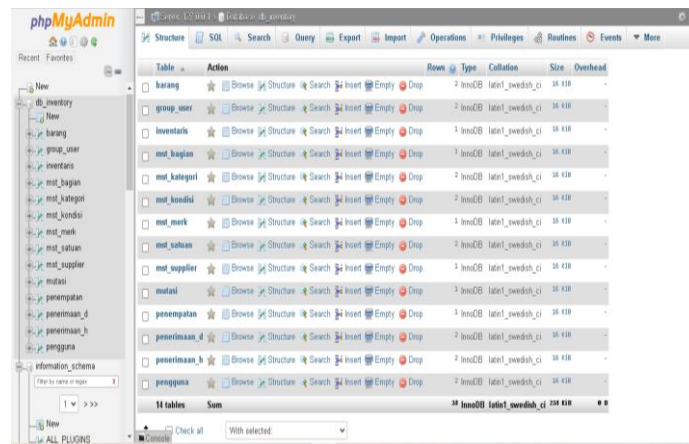 phpMyAdmin
Recent Favorites
New
db_inventory
New
barang
group_user
inventaris
mst_bagian
mst_kategori
mst_kondisi
mst_merk
mst_satuan
mst_supplier
mutasi
penempatan
penerimaan_d
penerimaan_h
pengguna
information_schema
Filter by name or regex X
1 > >>
New
ALL_PLUGINS
Database: db_inventory
Structure SQL Search Query Export Import Operations Privileges Routines Events More
Table Action Rows Type Collation Size Overhead
barang Browse Structure Search Insert Empty Drop 2 InnoDB latin1_swedish_ci 16 KiB -
group_user Browse Structure Search Insert Empty Drop 2 InnoDB latin1_swedish_ci 16 KiB -
inventaris Browse Structure Search Insert Empty Drop 1 InnoDB latin1_swedish_ci 16 KiB -
mst_bagian Browse Structure Search Insert Empty Drop InnoDB latin1_swedish_ci 16 KiB -
mst_kategori Browse Structure Search Insert Empty Drop 2 InnoDB latin1_swedish_ci 16 KiB -
mst_kondisi Browse Structure Search Insert Empty Drop 2 InnoDB latin1_swedish_ci 16 KiB -
mst_merk Browse Structure Search Insert Empty Drop 1 InnoDB latin1_swedish_ci 16 KiB -
mst_satuan Browse Structure Search Insert Empty Drop 2 InnoDB latin1_swedish_ci 16 KiB -
mst_supplier Browse Structure Search Insert Empty Drop 1 InnoDB latin1_swedish_ci 16 KiB -
mutasi Browse Structure Search Insert Empty Drop InnoDB latin1_swedish_ci 16 KiB -
penempatan Browse Structure Search Insert Empty Drop 1 InnoDB latin1_swedish_ci 16 KiB -
penerimaan_d Browse Structure Search Insert Empty Drop 2 InnoDB latin1_swedish_ci 16 KiB -
penerimaan_h Browse Structure Search Insert Empty Drop 2 InnoDB latin1_swedish_ci 16 KiB -
pengguna Browse Structure Search Insert Empty Drop 2 InnoDB latin1_swedish_ci 16 KiB -
14 tables Sum InnoDB latin1_swedish_ci KiB 0 B
Check all With selected:
Console